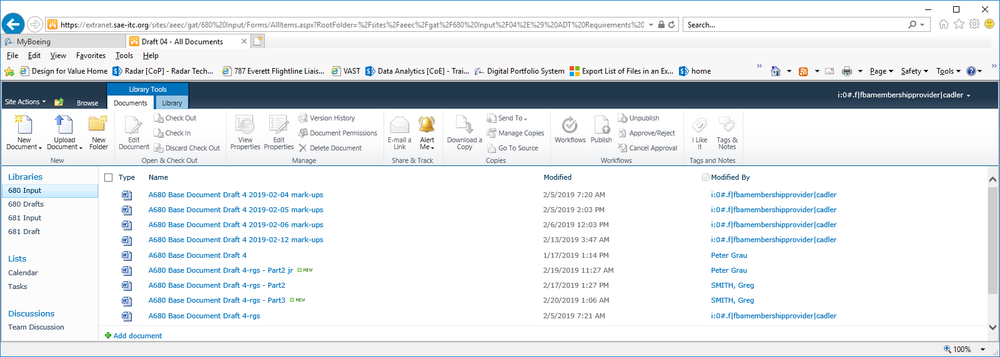 https://extranet.sae-itc.org/sites/aeec/gat/680%20Input/Forms/AllItems.aspx?RootFolder=%2Fsites%2Faeec%2Fgat%2F680%20Input%2F04%2E%29%20ADT%20Requirements%20 Search...
MyBoeing Draft 04 - All Documents
File Edit View Favorites Tools Help
Design for Value Home Radar [CoP] - Radar Tech... 787 Everett Flightline Liais... VAST Data Analytics [CoE] - Trai... Digital Portfolio System Export List of Files in an Ex... home Page Safety Tools
Library Tools
Site Actions Browse Documents Library i:0#.f|fbamembershipprovider|cadler
New Document Upload Document New Folder
New
Edit Document Check Out Check In Discard Check Out
Open & Check Out
View Properties Edit Properties Version History Document Permissions Delete Document
Manage
E-mail a Link Alert Me
Share & Track
Download a Copy Send To Manage Copies Go To Source
Copies
Workflows Publish Unpublish Approve/Reject Cancel Approval
Workflows
I Like It Tags & Notes
Tags and Notes
Libraries
680 Input
680 Drafts
681 Input
681 Draft
Lists
Calendar
Tasks
Discussions
Team Discussion
Type Name Modified Modified By
A680 Base Document Draft 4 2019-02-04 mark-ups 2/5/2019 7:20 AM i:0#.f|fbamembershipprovider|cadler
A680 Base Document Draft 4 2019-02-05 mark-ups 2/5/2019 2:03 PM i:0#.f|fbamembershipprovider|cadler
A680 Base Document Draft 4 2019-02-06 mark-ups 2/6/2019 12:03 PM i:0#.f|fbamembershipprovider|cadler
A680 Base Document Draft 4 2019-02-12 mark-ups 2/13/2019 3:47 AM i:0#.f|fbamembershipprovider|cadler
A680 Base Document Draft 4 1/17/2019 1:14 PM Peter Grau
A680 Base Document Draft 4-rgs - Part2 jr NEW 2/19/2019 11:27 AM Peter Grau
A680 Base Document Draft 4-rgs - Part2 2/17/2019 1:27 PM SMITH, Greg
A680 Base Document Draft 4-rgs - Part3 NEW 2/20/2019 1:06 AM SMITH, Greg
A680 Base Document Draft 4-rgs 2/5/2019 7:21 AM i:0#.f|fbamembershipprovider|cadler
Add document
100%